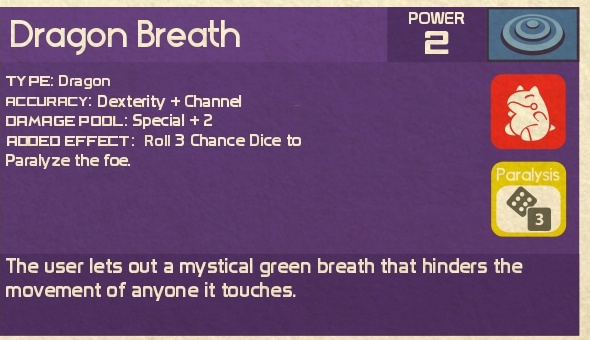 Dragon Breath
POWER
2
TYPE: Dragon
ACCURACY: Dexterity + Channel
DAMAGE POOL: Special + 2
ADDED EFFECT: Roll 3 Chance Dice to
Paralyze the foe.
Paralysis
3
The user lets out a mystical green breath that hinders the
movement of anyone it touches.